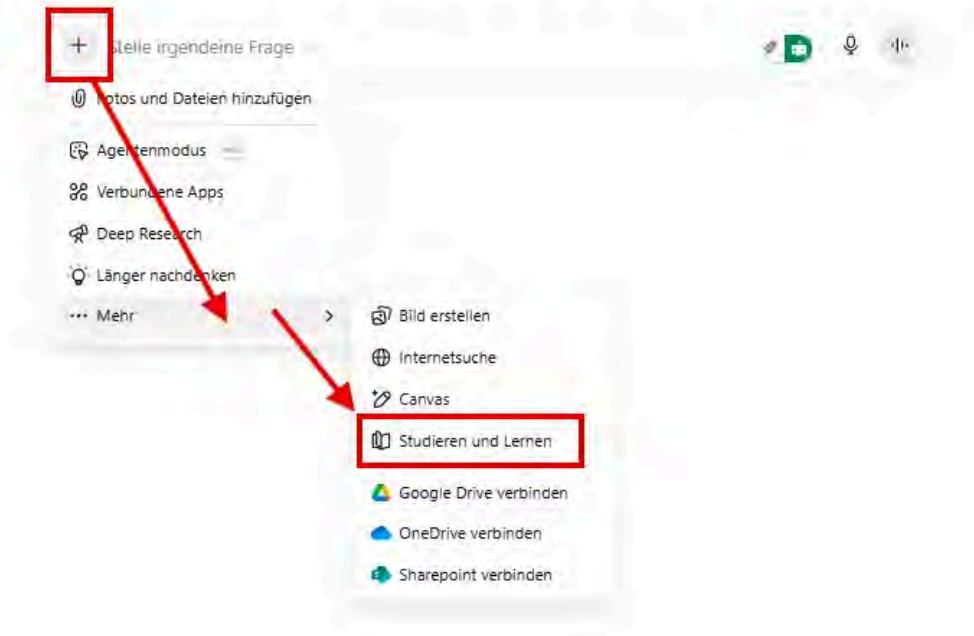 Stelle irgendeine Frage
Fotos und Dateien hinzufügen
Agentenmodus
Verbundene Apps
Deep Research
Länger nachdenken
Mehr
Bild erstellen
Internetsuche
Canvas
Studieren und Lernen
Google Drive verbinden
OneDrive verbinden
Sharepoint verbinden